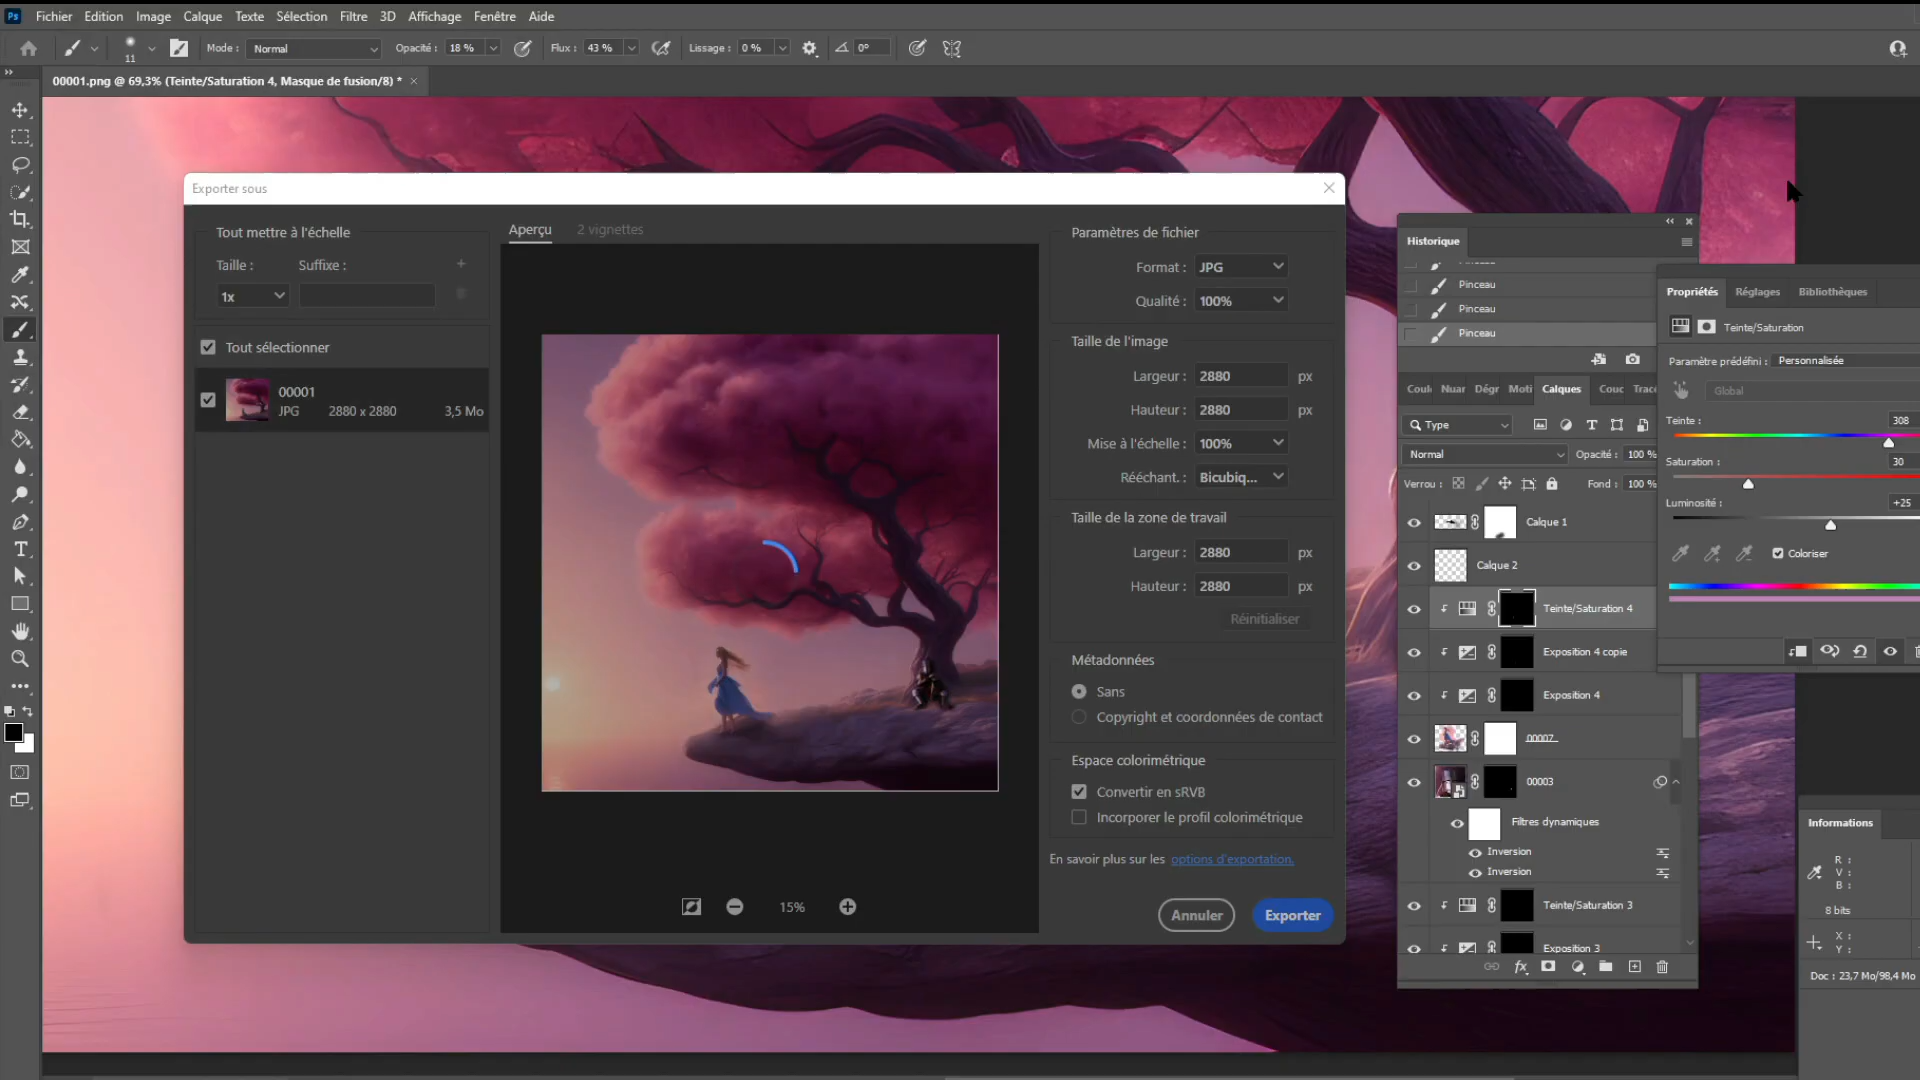 Ps Fichier Edition Image Calque Texte Sélection Filtre 3D Affichage Fenêtre Aide
11 Mode : Normal Opacité : 18 % Flux : 43 % Lissage : 0 % 0°
00001.png @ 69,3% (Teinte/Saturation 4, Masque de fusion/8) *
Exporter sous
Tout mettre à l'échelle
Taille : Suffixe :
1x
Tout sélectionner
00001
JPG 2880 x 2880 3,5 Mo
Aperçu 2 vignettes
15%
Paramètres de fichier
Format : JPG
Qualité : 100%
Taille de l'image
Largeur : 2880 px
Hauteur : 2880 px
Mise à l'échelle : 100%
Rééchant. : Bicubiq...
Taille de la zone de travail
Largeur : 2880 px
Hauteur : 2880 px
Réinitialiser
Métadonnées
Sans
Copyright et coordonnées de contact
Espace colorimétrique
Convertir en sRVB
Incorporer le profil colorimétrique
En savoir plus sur les options d'exportation.
Annuler Exporter
Historique
Pinceau
Pinceau
Pinceau
Coul Nuar Dégr Moti Calques Couc Trace
Type
Normal Opacité : 100 %
Verrou : Fond : 100 %
Calque 1
Calque 2
Teinte/Saturation 4
Exposition 4 copie
Exposition 4
00007
00003
Filtres dynamiques
Inversion
Inversion
Teinte/Saturation 3
Exposition 3
fx
Propriétés Réglages Bibliothèques
Teinte/Saturation
Paramètre prédéfini : Personnalisée
Global
Teinte : 308
Saturation : 30
Luminosité : +25
Coloriser
Informations
R :
V :
B :
8 bits
X :
Y :
Doc : 23,7 Mo/98,4 Mo